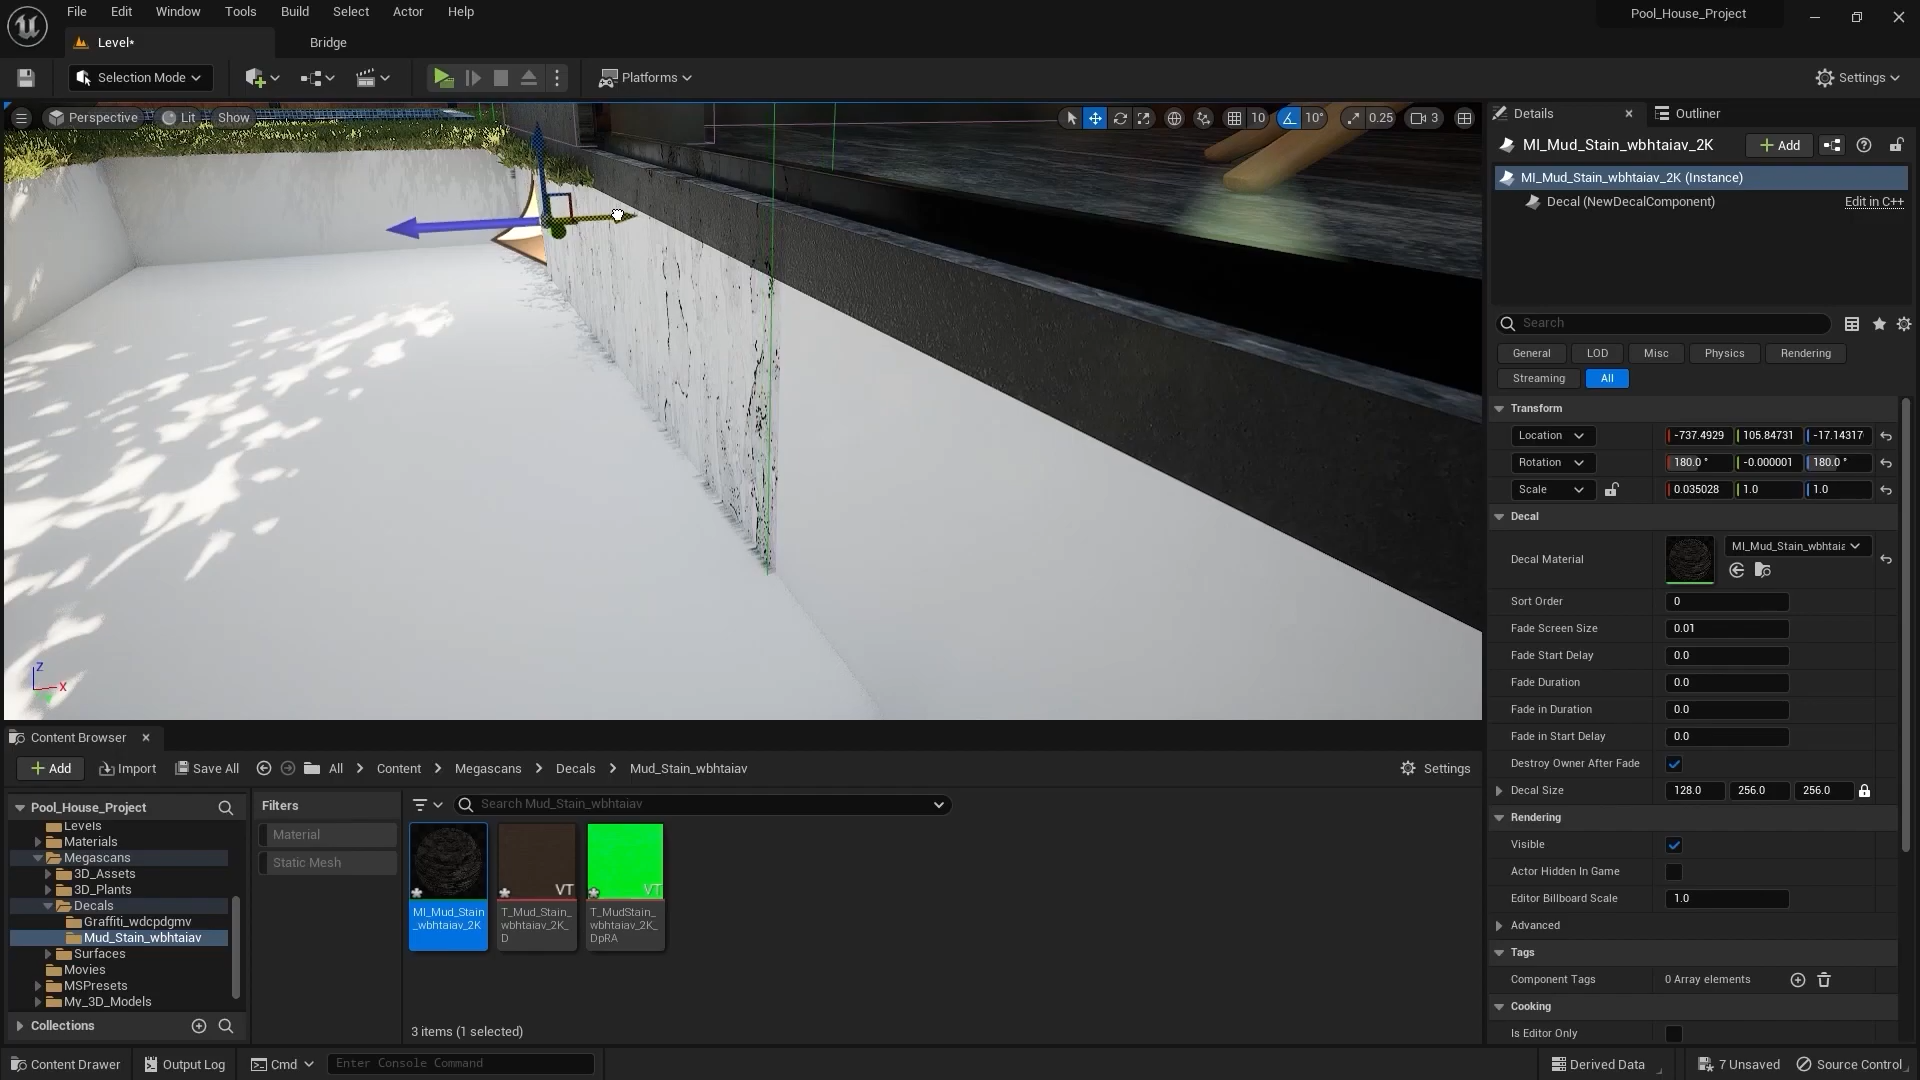 File Edit Window Tools Build Select Actor Help
Pool_House_Project
Level*
Bridge
Selection Mode
Platforms
Settings
Perspective Lit Show
10 10° 0.25 3
Details
Outliner
MI_Mud_Stain_wbhtaiav_2K
Add
MI_Mud_Stain_wbhtaiav_2K (Instance)
Decal (NewDecalComponent) Edit in C++
Search
General LOD Misc Physics Rendering
Streaming All
Transform
Location -737.4929 105.84731 -17.14317
Rotation 180.0 ° -0.000001 180.0 °
Scale 0.035028 1.0 1.0
Decal
Decal Material MI_Mud_Stain_wbhtaia
Sort Order 0
Fade Screen Size 0.01
Fade Start Delay 0.0
Fade Duration 0.0
Fade in Duration 0.0
Fade in Start Delay 0.0
Destroy Owner After Fade
Decal Size 128.0 256.0 256.0
Rendering
Visible
Actor Hidden In Game
Editor Billboard Scale 1.0
Advanced
Tags
Component Tags 0 Array elements
Cooking
Is Editor Only
Z
X
Content Browser
Add Import Save All All Content Megascans Decals Mud_Stain_wbhtaiav
Settings
Pool_House_Project
Levels
Materials
Megascans
3D_Assets
3D_Plants
Decals
Graffiti_wdcpdgmv
Mud_Stain_wbhtaiav
Surfaces
Movies
MSPresets
My_3D_Models
Collections
Filters
Material
Static Mesh
Search Mud_Stain_wbhtaiav
VT
VT
MI_Mud_Stain
_wbhtaiav_2K
T_Mud_Stain_
wbhtaiav_2K_
D
T_MudStain_
wbhtaiav_2K_
DpRA
3 items (1 selected)
Content Drawer Output Log Cmd Enter Console Command
Derived Data 7 Unsaved Source Control